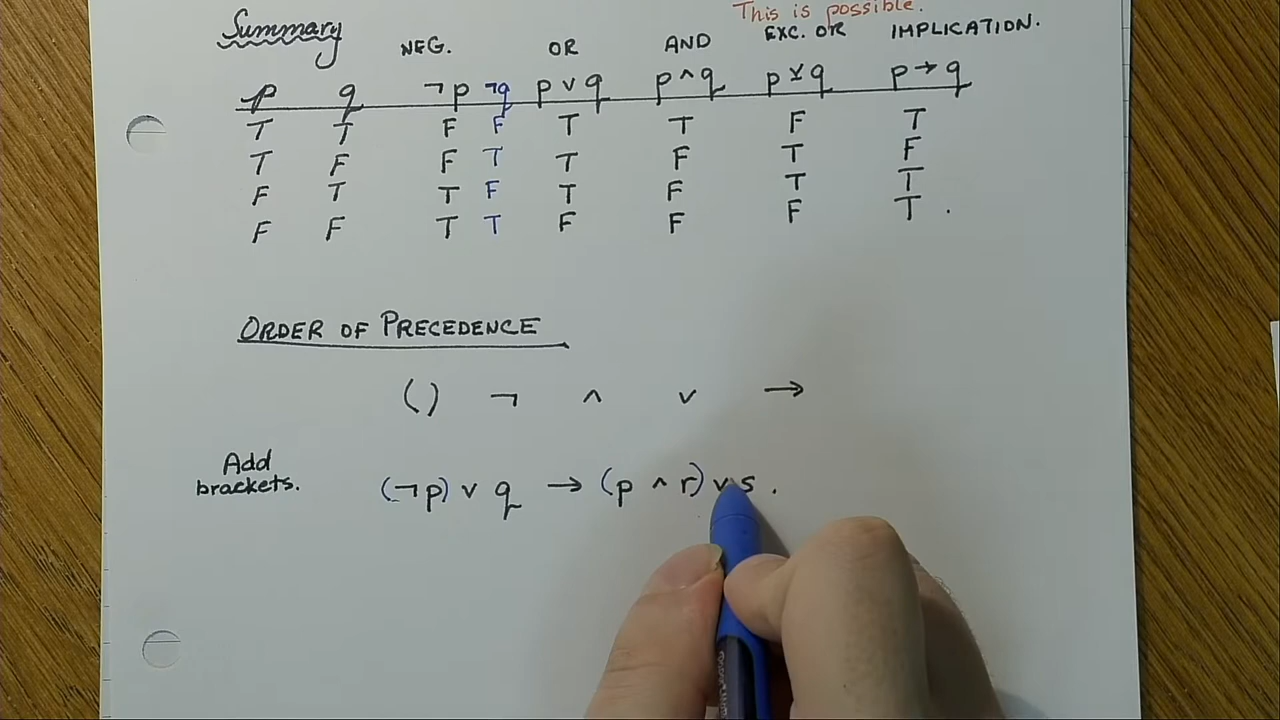 This is possible.
Summary NEG. OR AND EXC. OR IMPLICATION.
p q ¬p ¬q p ∨ q p ∧ q p ⊻ q p → q
T T F F T T F T
T F F T T F T F
F T T F T F T T
F F T T F F F T.
ORDER OF PRECEDENCE
( ) ¬ ∧ ∨ →
Add
brackets.
(¬p) ∨ q → (p ∧ r) ∨ s.